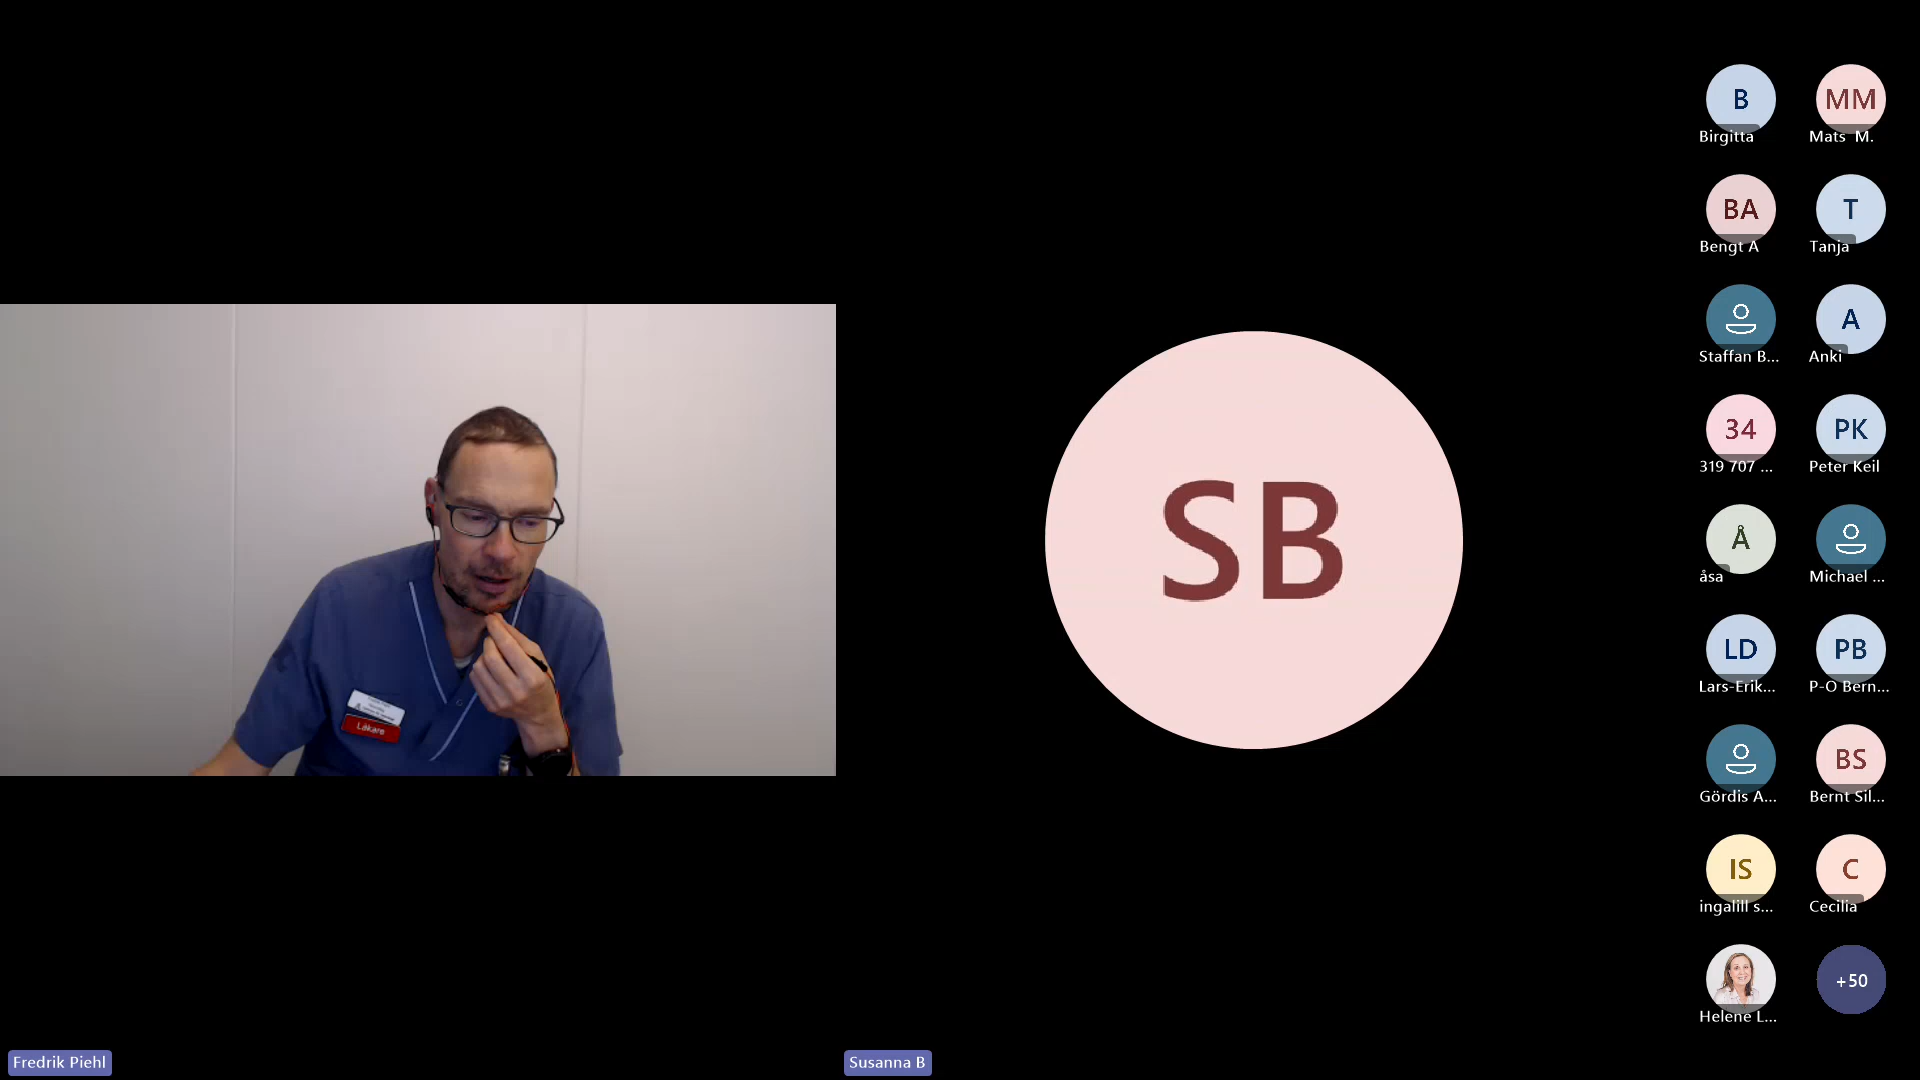 B
MM
Birgitta
Mats M.
BA
T
Bengt A
Tanja
A
Staffan B...
Anki
34
PK
319 707 ...
Peter Keil
Å
åsa
Michael ...
LD
PB
Lars-Erik...
P-O Bern...
BS
Gördis A...
Bernt Sil...
IS
C
ingalill s...
Cecilia
+50
Helene L...
SB
Läkare
Fredrik Piehl
Susanna B